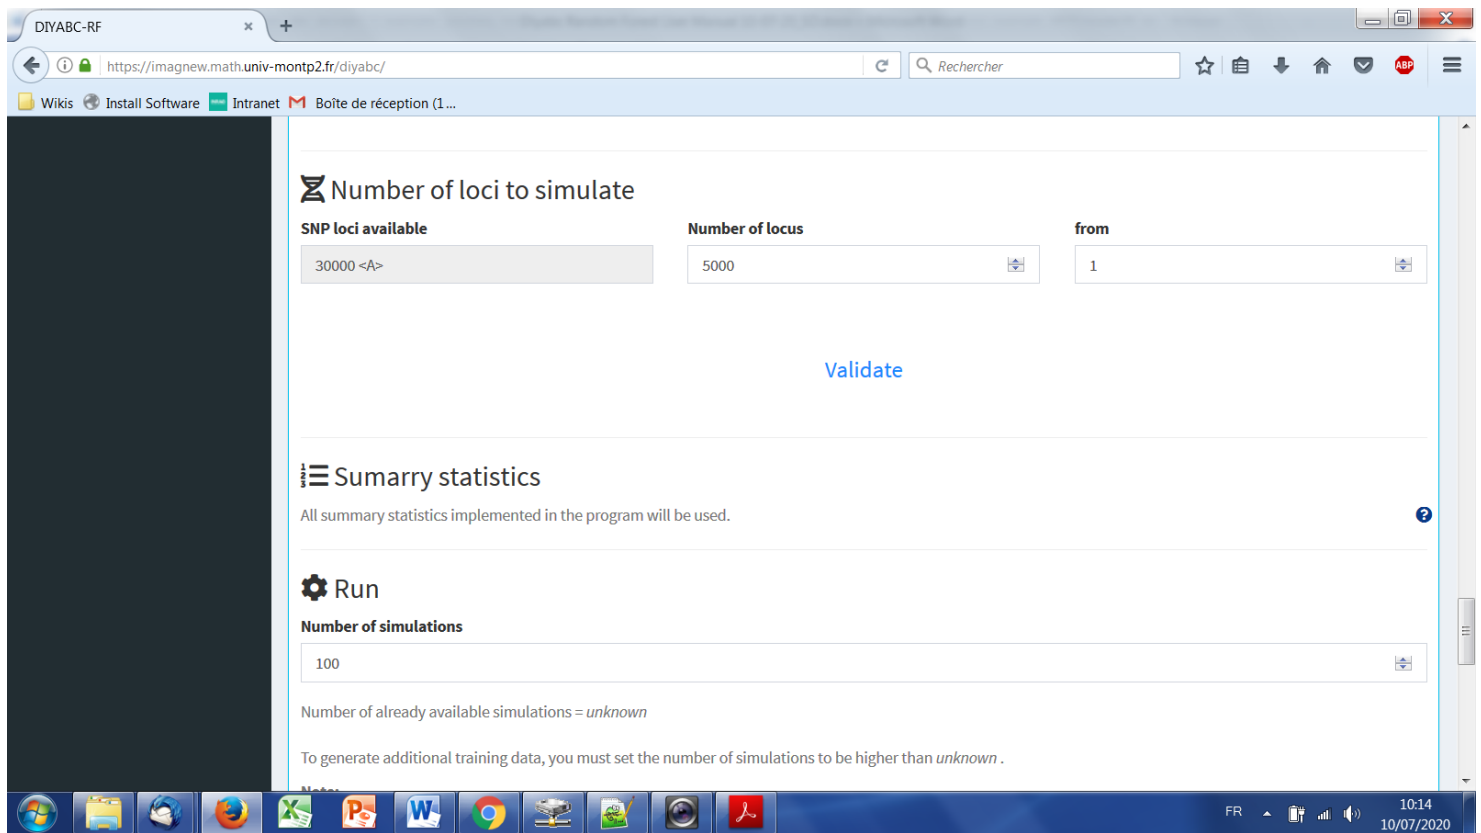 DIYABC-RF
https://imagnew.math.univ-montp2.fr/diyabc/
Rechercher
ABP
Wikis Install Software Intranet Boîte de réception (1...
Number of loci to simulate
SNP loci available Number of locus from
30000 <A> 5000 1
Validate
Sumarry statistics
All summary statistics implemented in the program will be used.
Run
Number of simulations
100
Number of already available simulations = unknown
To generate additional training data, you must set the number of simulations to be higher than unknown .
FR
10:14
10/07/2020